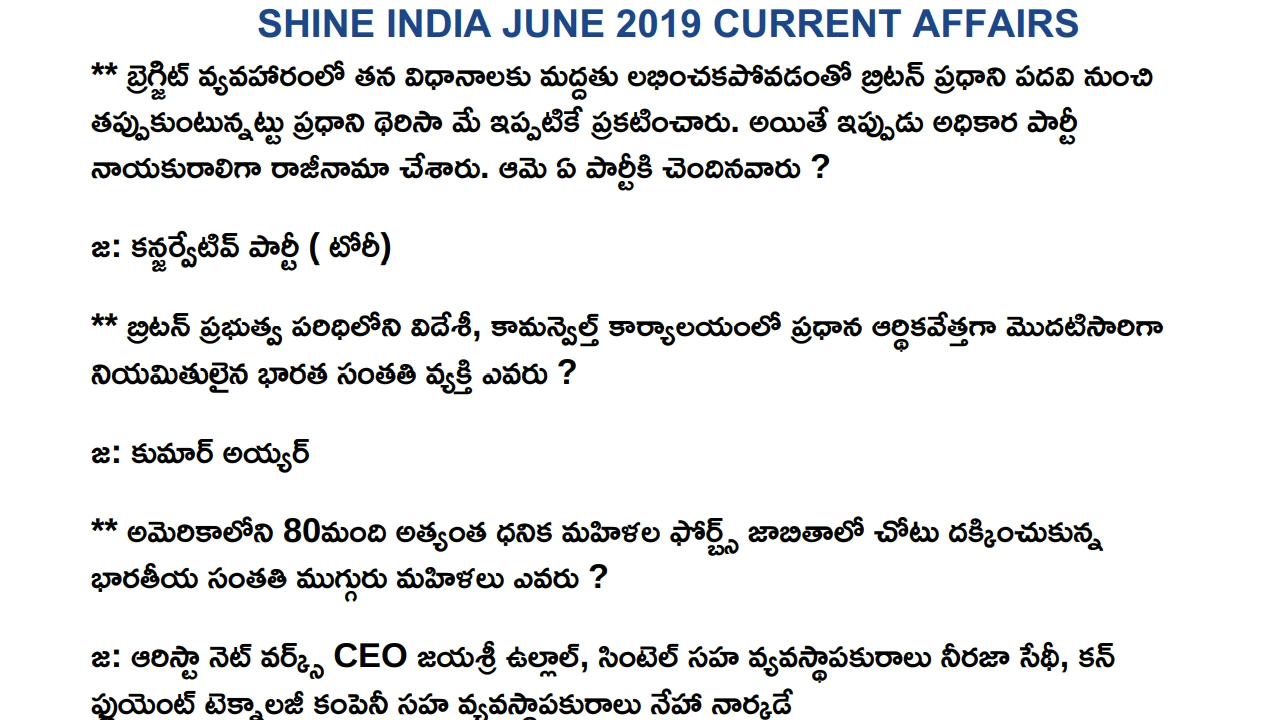 SHINE INDIA JUNE 2019 CURRENT AFFAIRS
** బ్రెగ్జిట్ వ్యవహారంలో తన విధానాలకు మద్దతు లభించకపోవడంతో బ్రిటన్ ప్రధాని పదవి నుంచి
తప్పుకుంటున్నట్టు ప్రధాని థెరిసా మే ఇప్పటికే ప్రకటించారు. అయితే ఇప్పుడు అధికార పార్టీ
నాయకురాలిగా రాజీనామా చేశారు. ఆమె ఏ పార్టీకి చెందినవారు ?
జ: కన్జర్వేటివ్ పార్టీ ( టోరీ)
** బ్రిటన్ ప్రభుత్వ పరిధిలోని విదేశీ, కామన్వెల్త్ కార్యాలయంలో ప్రధాన ఆర్థికవేత్తగా మొదటిసారిగా
నియమితులైన భారత సంతతి వ్యక్తి ఎవరు ?
జ: కుమార్ అయ్యర్
** అమెరికాలోని 80మంది అత్యంత ధనిక మహిళల ఫోర్బ్స్ జాబితాలో చోటు దక్కించుకున్న
భారతీయ సంతతి ముగ్గురు మహిళలు ఎవరు ?
జ: ఆరిస్టా నెట్ వర్క్స్ CEO జయశ్రీ ఉల్లాల్, సింటెల్ సహ వ్యవస్థాపకురాలు నీరజా సేథీ, కన్
ఫ్లుయెంట్ టెక్నాలజీ కంపెనీ సహ వ్యవస్థాపకురాలు నేహా నార్కడే